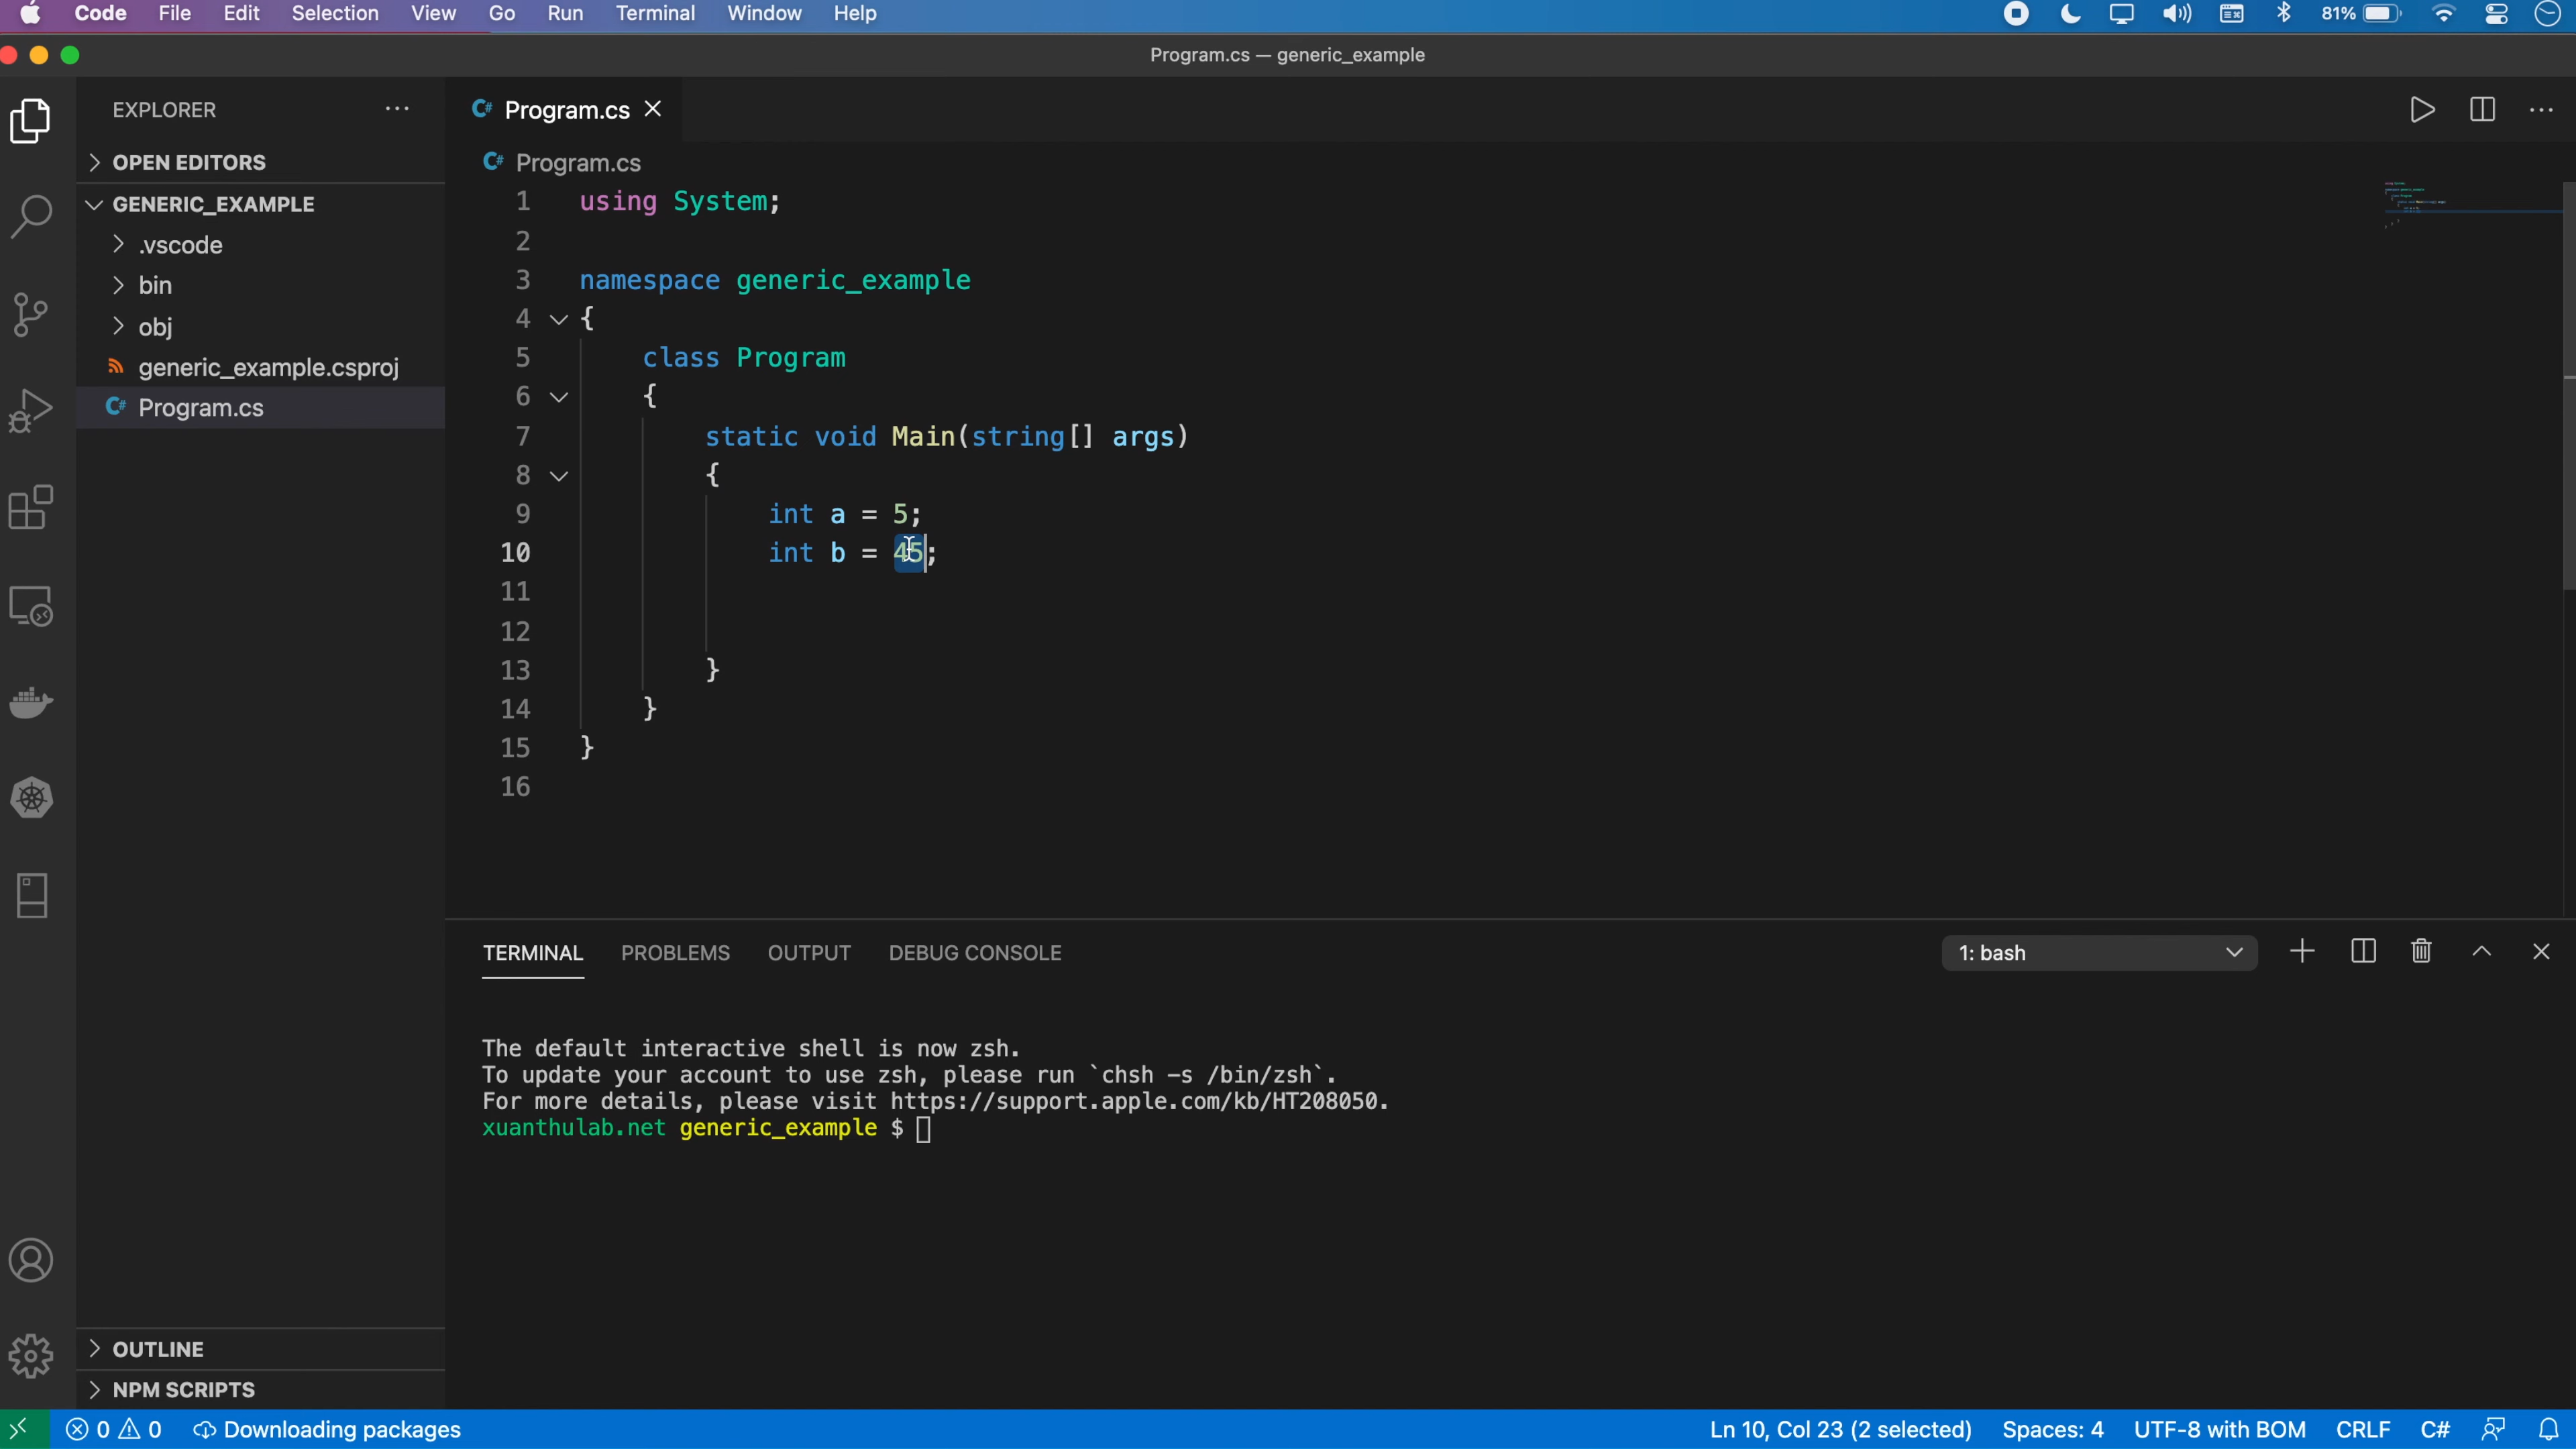 Code File Edit Selection View Go Run Terminal Window Help 81%
Program.cs — generic_example
EXPLORER ···
OPEN EDITORS
GENERIC_EXAMPLE
.vscode
bin
obj
generic_example.csproj
C# Program.cs
C# Program.cs
C# Program.cs
1 using System;
2
3 namespace generic_example
4 {
5 class Program
6 {
7 static void Main(string[] args)
8 {
9 int a = 5;
10 int b = 45;
11
12
13 }
14 }
15 }
16
TERMINAL PROBLEMS OUTPUT DEBUG CONSOLE 1: bash
The default interactive shell is now zsh.
To update your account to use zsh, please run `chsh -s /bin/zsh`.
For more details, please visit https://support.apple.com/kb/HT208050.
xuanthulab.net generic_example $
OUTLINE
NPM SCRIPTS
0 0 Downloading packages Ln 10, Col 23 (2 selected) Spaces: 4 UTF-8 with BOM CRLF C#